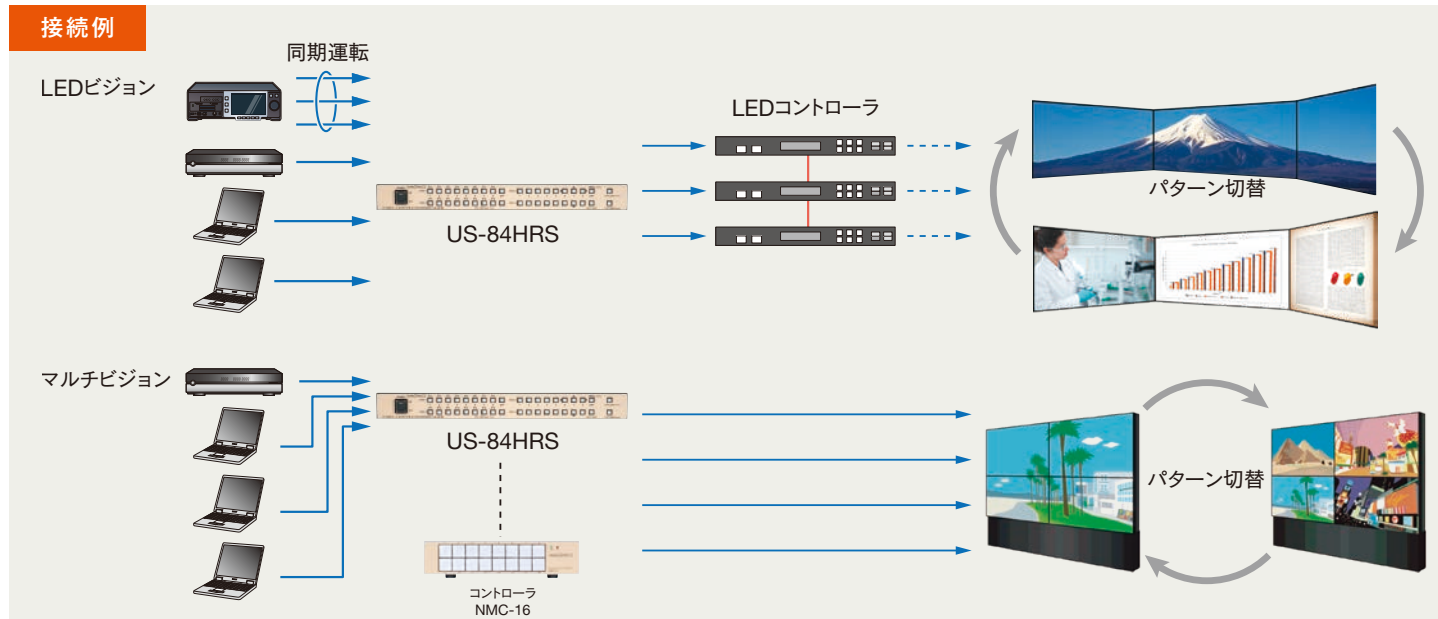 接続例
同期運転
LEDビジョン
LEDコントローラ
US-84HRS
パターン切替
マルチビジョン
US-84HRS
パターン切替
コントローラ
NMC-16